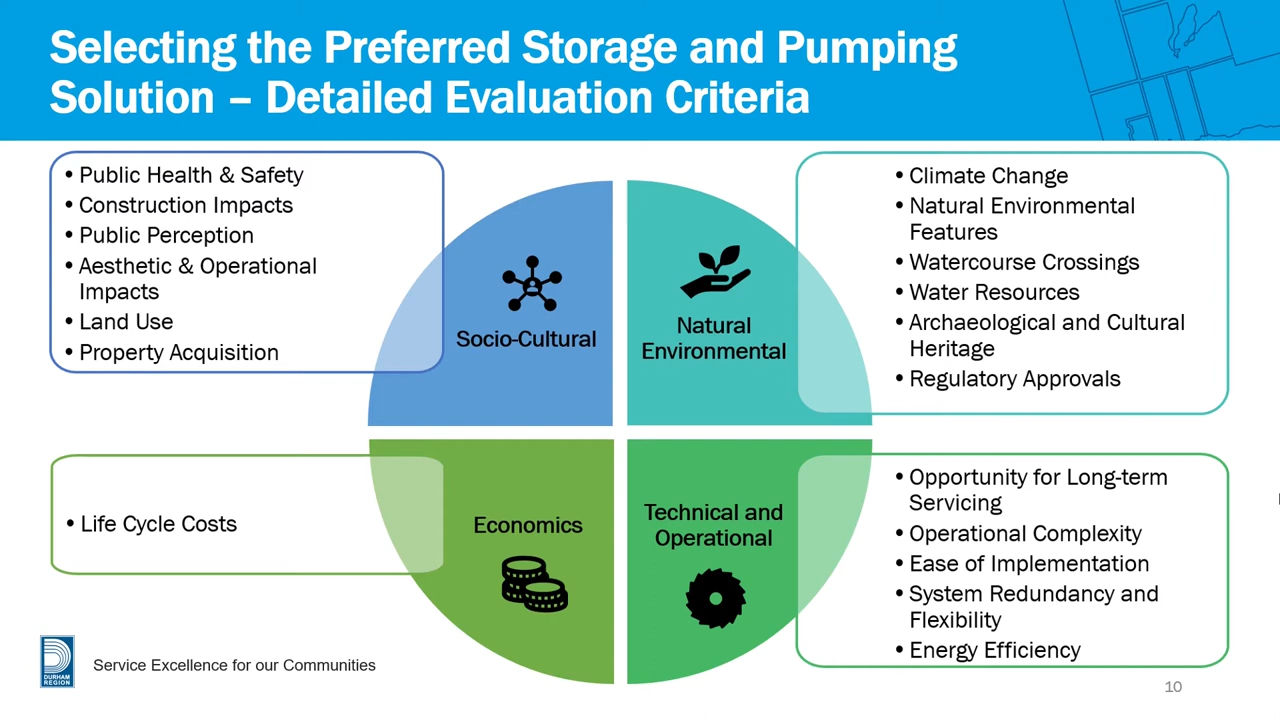 Selecting the Preferred Storage and Pumping
Solution – Detailed Evaluation Criteria
• Public Health & Safety
• Construction Impacts
• Public Perception
• Aesthetic & Operational
Impacts
• Land Use
• Property Acquisition
Socio-Cultural
Natural
Environmental
• Climate Change
• Natural Environmental
Features
• Watercourse Crossings
• Water Resources
• Archaeological and Cultural
Heritage
• Regulatory Approvals
• Life Cycle Costs
Economics
Technical and
Operational
• Opportunity for Long-term
Servicing
• Operational Complexity
• Ease of Implementation
• System Redundancy and
Flexibility
• Energy Efficiency
DURHAM
REGION
Service Excellence for our Communities
10